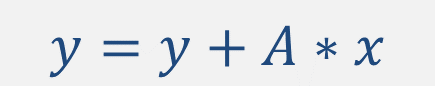 y = y + A * x